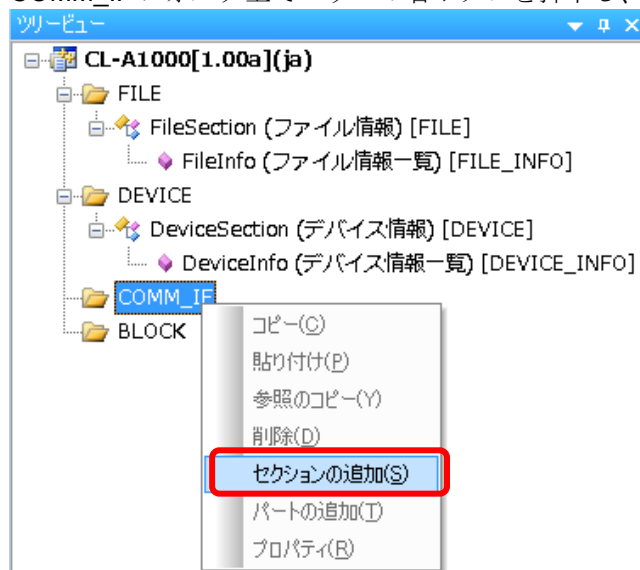 ツリービュー
CL-A1000[1.00a](ja)
FILE
FileSection (ファイル情報) [FILE]
FileInfo (ファイル情報一覧) [FILE_INFO]
DEVICE
DeviceSection (デバイス情報) [DEVICE]
DeviceInfo (デバイス情報一覧) [DEVICE_INFO]
COMM_IF
BLOCK
コピー(C)
貼り付け(P)
参照のコピー(Y)
削除(D)
セクションの追加(S)
パートの追加(T)
プロパティ(R)